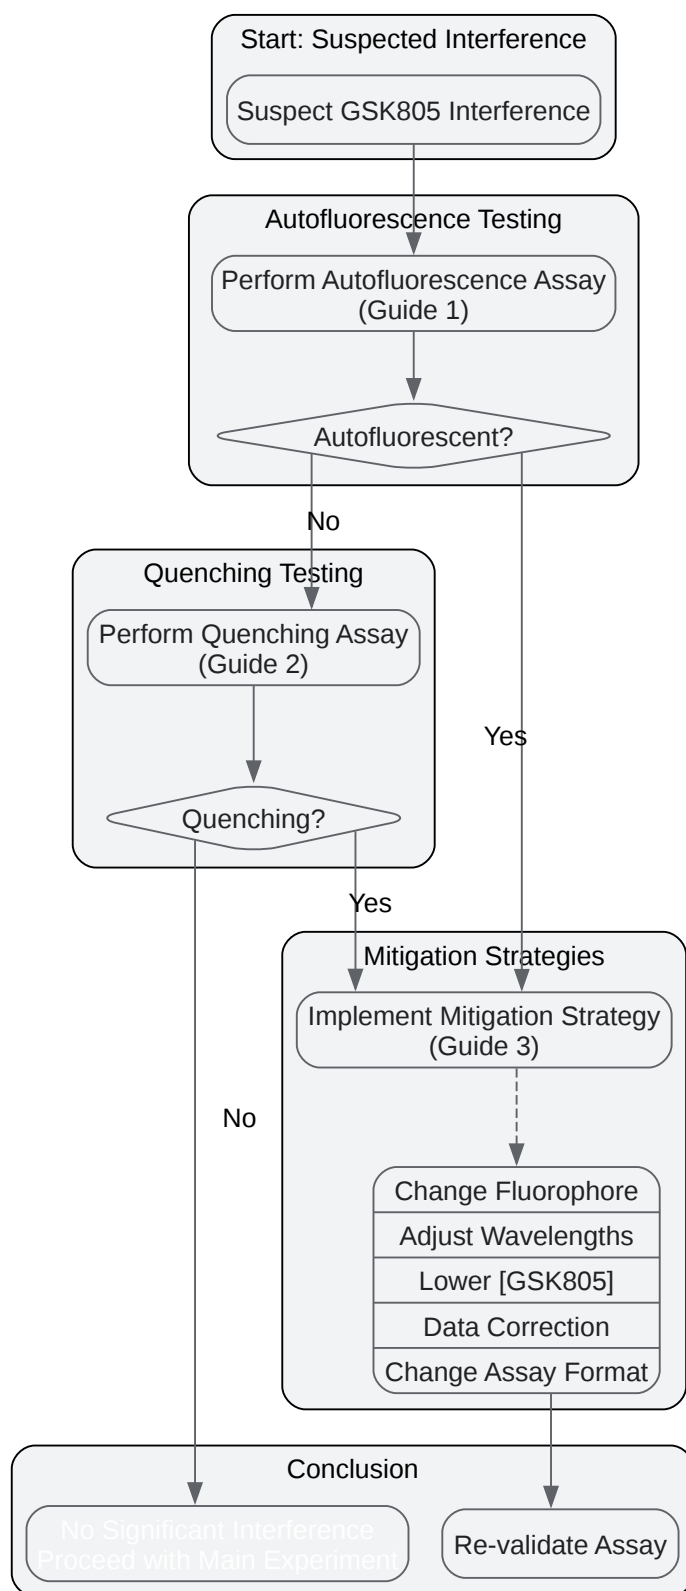 Start: Suspected Interference
Suspect GSK805 Interference
Autofluorescence Testing
Perform Autofluorescence Assay
(Guide 1)
Autofluorescent?
No
Quenching Testing
Perform Quenching Assay
(Guide 2)
Yes
Quenching?
Yes
Mitigation Strategies
Implement Mitigation Strategy
(Guide 3)
No
Change Fluorophore
Adjust Wavelengths
Lower [GSK805]
Data Correction
Change Assay Format
Conclusion
No Significant Interference
Proceed with Main Experiment
Re-validate Assay